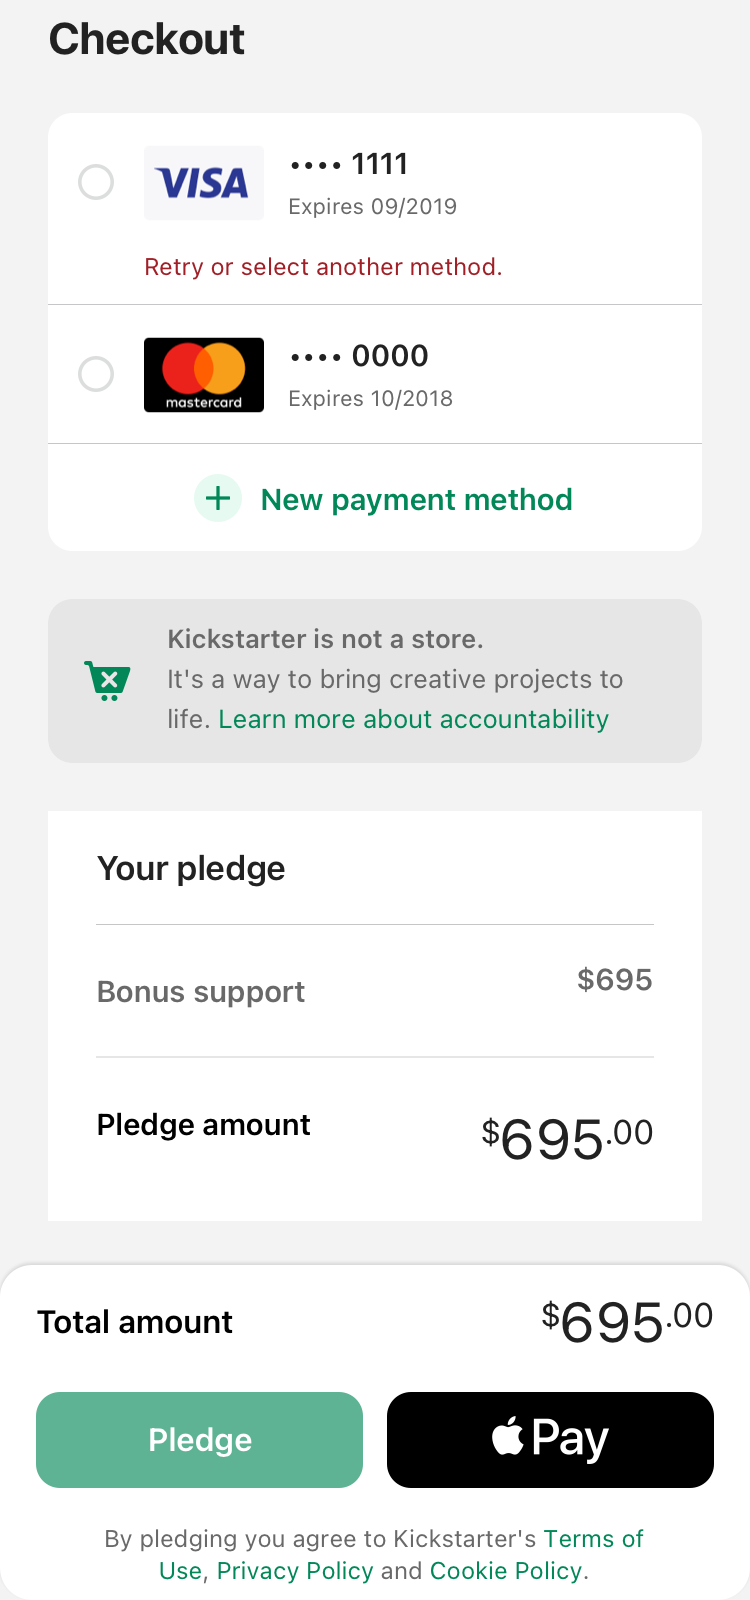 Checkout
VISA
•••• 1111
Expires 09/2019
Retry or select another method.
mastercard
•••• 0000
Expires 10/2018
New payment method
Kickstarter is not a store.
It's a way to bring creative projects to
life. Learn more about accountability
Your pledge
Bonus support $695
Pledge amount $695.00
Total amount $695.00
Pledge
Pay
By pledging you agree to Kickstarter's Terms of
Use, Privacy Policy and Cookie Policy.